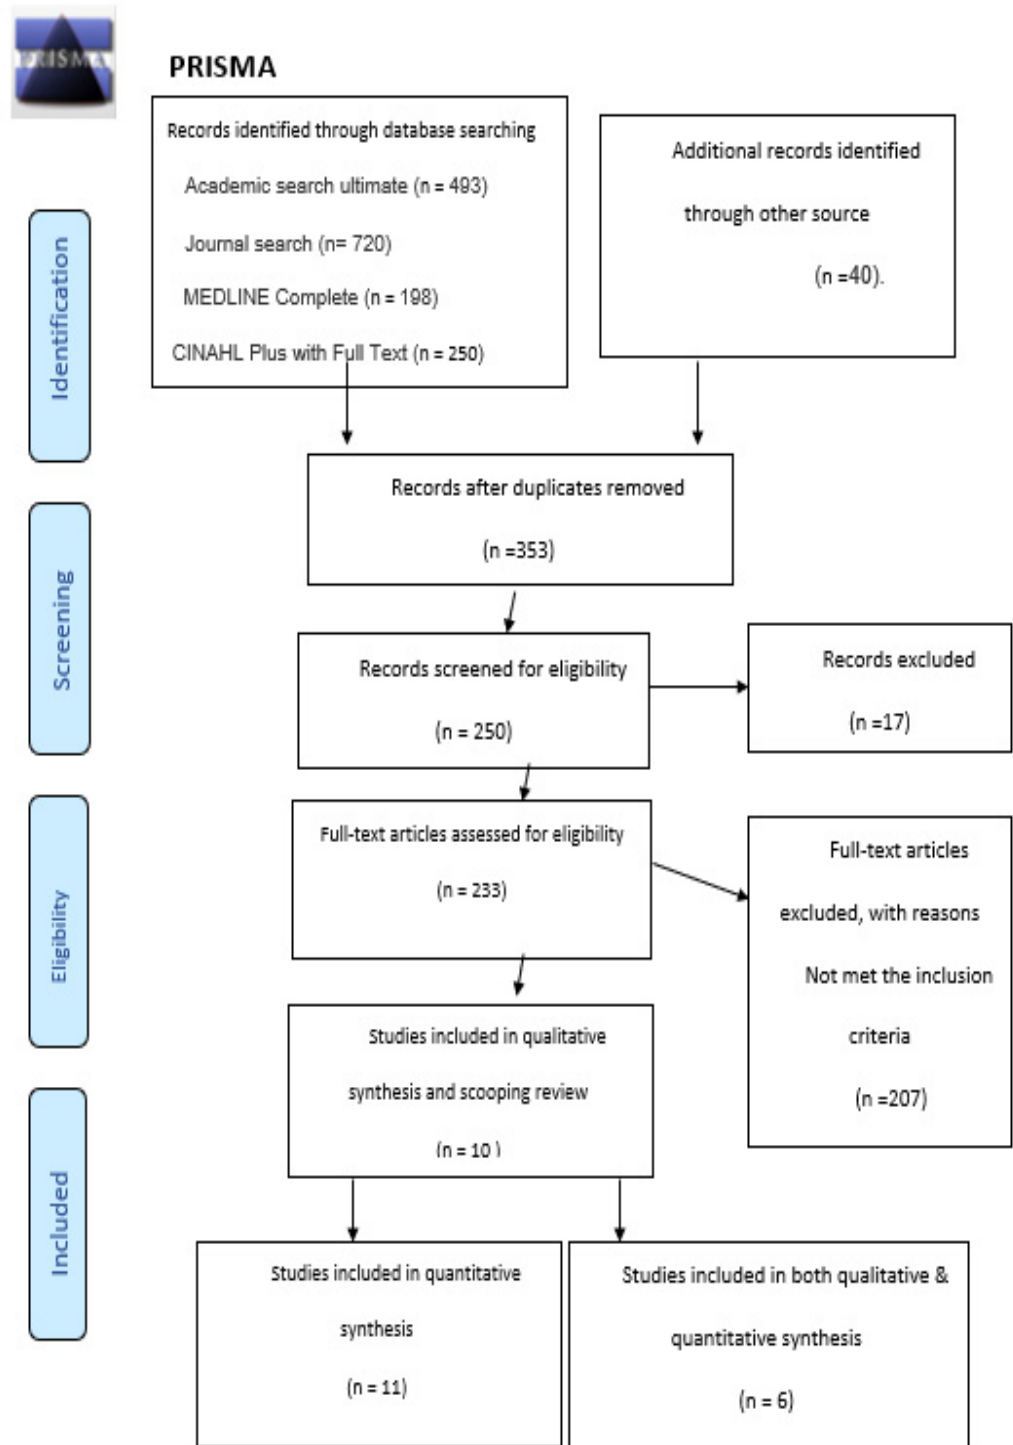 PRISMA
PRISMA
Records identified through database searching
Academic search ultimate (n = 493)
Journal search (n= 720)
MEDLINE Complete (n = 198)
CINAHL Plus with Full Text (n = 250)
Additional records identified
through other source
(n =40).
Identification
Records after duplicates removed
(n =353)
Screening
Records screened for eligibility
(n = 250)
Records excluded
(n =17)
Eligibility
Full-text articles assessed for eligibility
(n = 233)
Full-text articles
excluded, with reasons
Not met the inclusion
criteria
(n =207)
Studies included in qualitative
synthesis and scooping review
(n = 10 )
Included
Studies included in quantitative
synthesis
(n = 11)
Studies included in both qualitative &
quantitative synthesis
(n = 6)